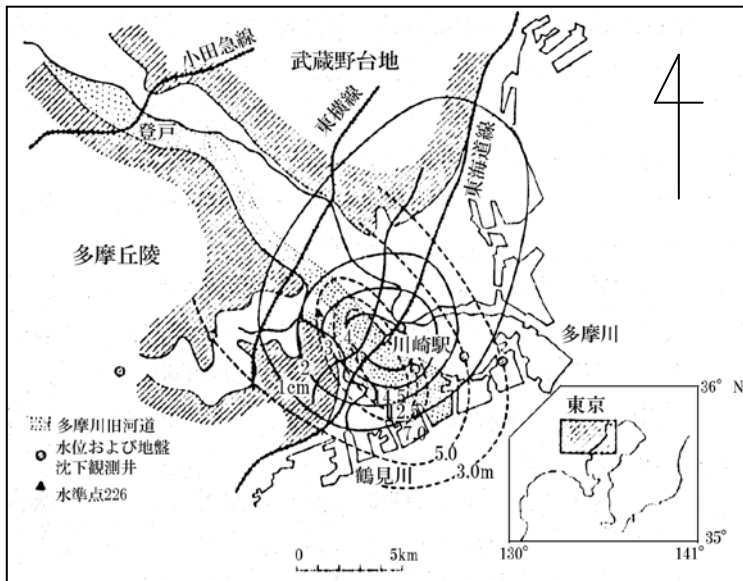 小田急線
武蔵野台地
東横線
東海道線
登戸
多摩丘陵
川崎駅
多摩川
2
1cm
4.5
12.5
7.0
5.0
3.0m
鶴見川
多摩川旧河道
水位および地盤
沈下観測井
水準点226
0 5km
東京
36° N
35°
130°
141°